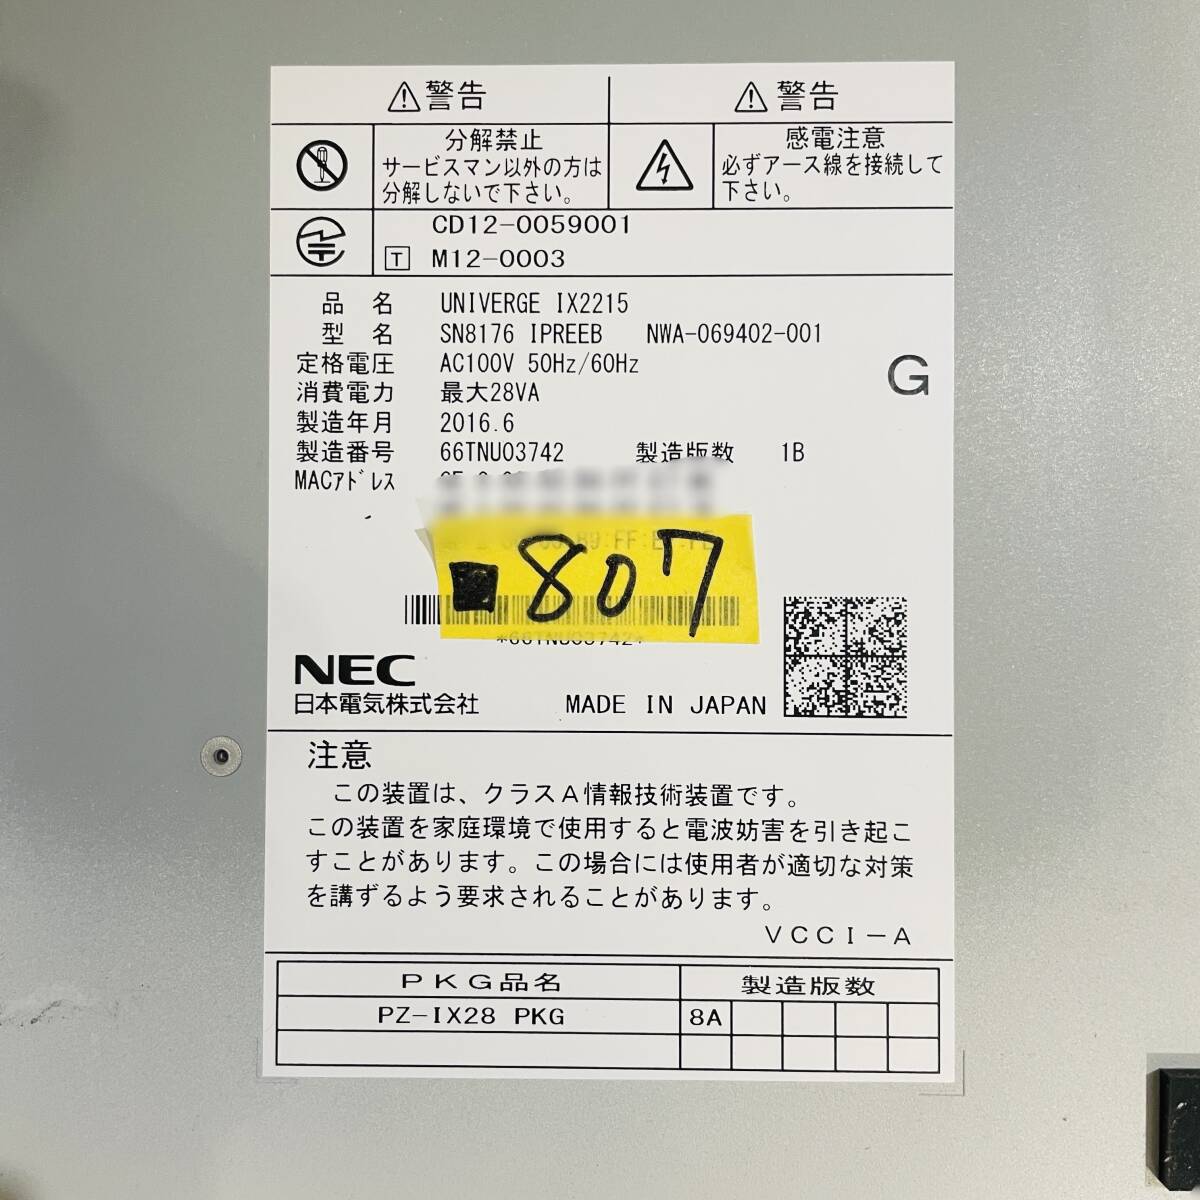 警告
警告
分解禁止
サービスマン以外の方は
分解しないで下さい。
感電注意
必ずアース線を接続して
下さい。
CD12-0059001
T M12-0003
品 名 UNIVERGE IX2215
型 名 SN8176 IPREEB NWA-069402-001
定格電圧 AC100V 50Hz/60Hz
消費電力 最大28VA
製造年月 2016.6
製造番号 66TNU03742 製造版数 1B
MACアドレス
G
■807
*66TNU03742*
NEC
日本電気株式会社 MADE IN JAPAN
注意
この装置は、クラスA情報技術装置です。
この装置を家庭環境で使用すると電波妨害を引き起こ
すことがあります。この場合には使用者が適切な対策
を講ずるよう要求されることがあります。
VCCI-A
PKG品名 製造版数
PZ-IX28 PKG 8A